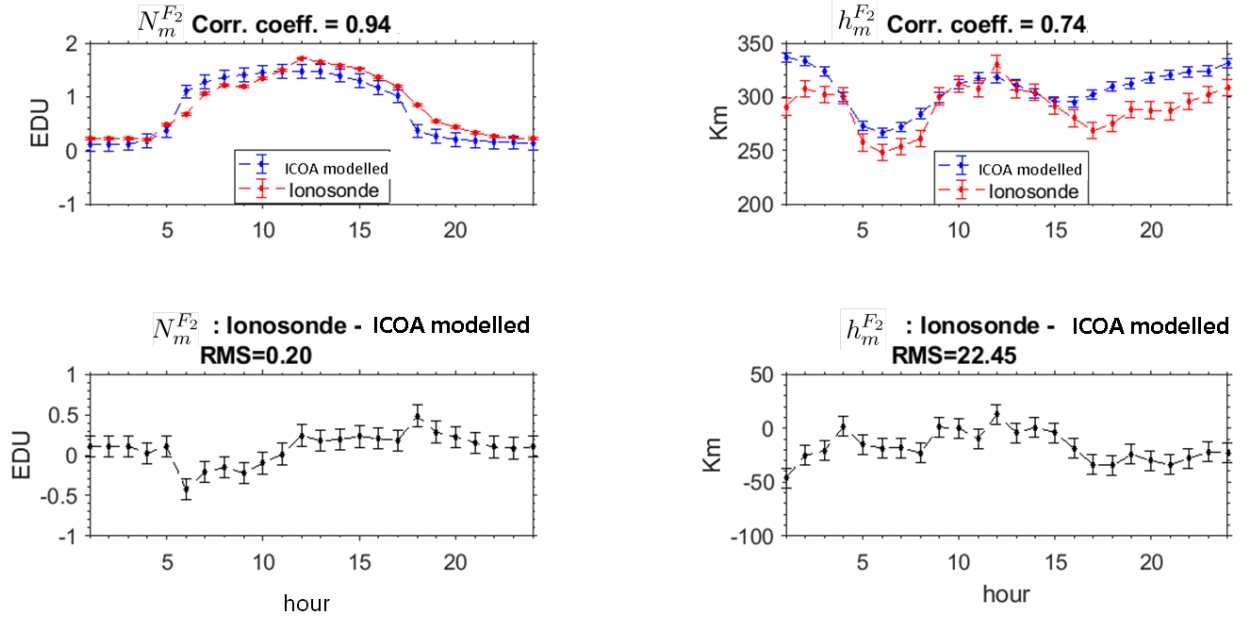 N_m^{F_2} Corr. coeff. = 0.94
2
1
0
-1
EDU
ICOA modelled
Ionosonde
5
10
15
20
h_m^{F_2} Corr. coeff. = 0.74
350
300
250
200
Km
ICOA modelled
Ionosonde
5
10
15
20
N_m^{F_2} : Ionosonde - ICOA modelled
RMS=0.20
1
0.5
0
-0.5
-1
EDU
5
10
15
20
hour
h_m^{F_2} : Ionosonde - ICOA modelled
RMS=22.45
50
0
-50
-100
Km
5
10
15
20
hour